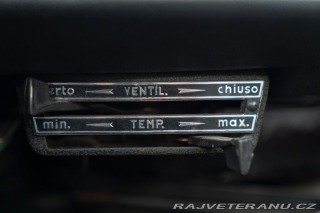 erto VENTIL. chiuso
min. TEMP. max.
RAJVETERANU.CZ